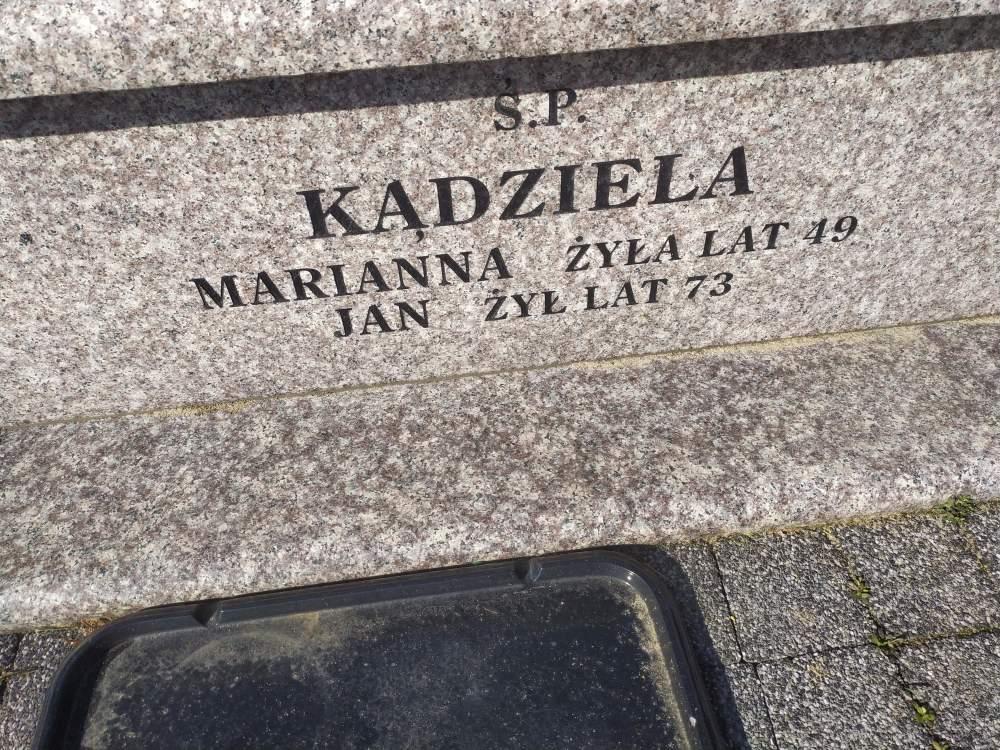 Ś.P.
KĄDZIELA
MARIANNA ŻYŁA LAT 49
JAN ŻYŁ LAT 73